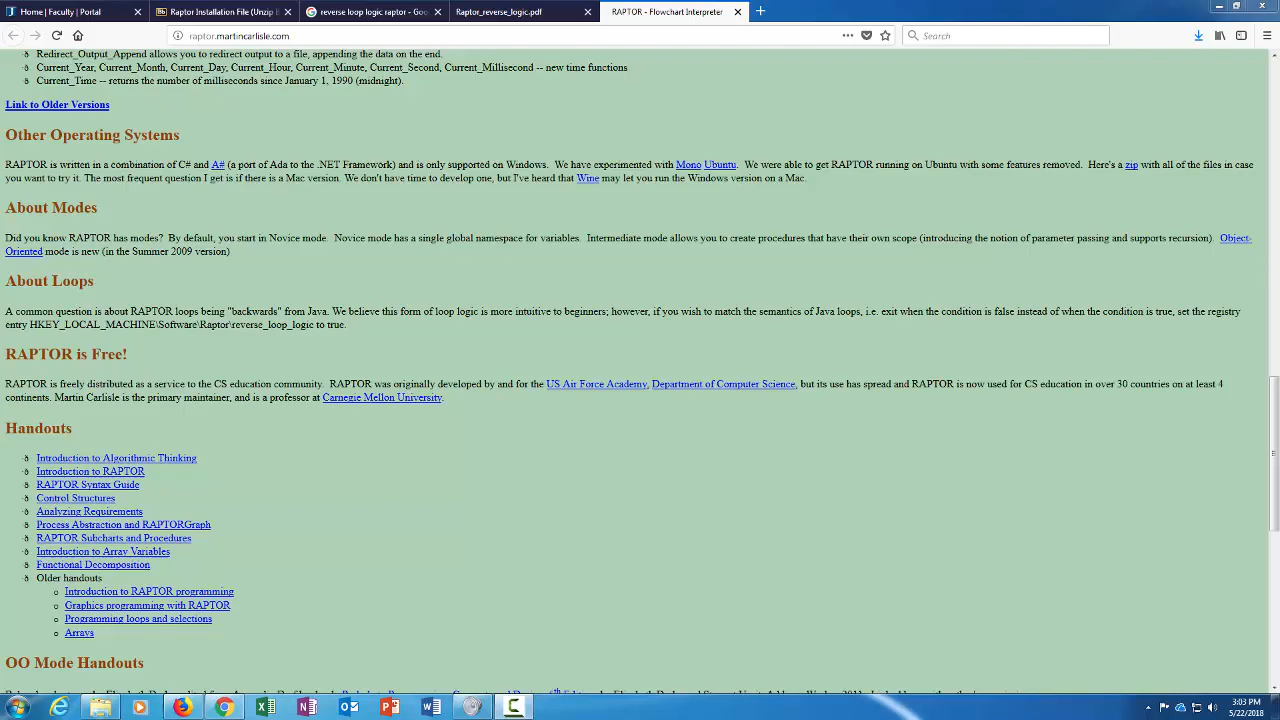 Home | Faculty | Portal
Raptor Installation File (Unzip B
reverse loop logic raptor - Goo
Raptor_reverse_logic.pdf
RAPTOR - Flowchart Interpreter
raptor.martincarlisle.com
Search
Redirect_Output_Append allows you to redirect output to a file, appending the data on the end.
Current_Year, Current_Month, Current_Day, Current_Hour, Current_Minute, Current_Second, Current_Millisecond -- new time functions
Current_Time -- returns the number of milliseconds since January 1, 1990 (midnight).
Link to Older Versions
Other Operating Systems
RAPTOR is written in a combination of C# and A# (a port of Ada to the .NET Framework) and is only supported on Windows. We have experimented with Mono Ubuntu. We were able to get RAPTOR running on Ubuntu with some features removed. Here's a zip with all of the files in case
you want to try it. The most frequent question I get is if there is a Mac version. We don't have time to develop one, but I've heard that Wine may let you run the Windows version on a Mac.
About Modes
Did you know RAPTOR has modes? By default, you start in Novice mode. Novice mode has a single global namespace for variables. Intermediate mode allows you to create procedures that have their own scope (introducing the notion of parameter passing and supports recursion). Object-
Oriented mode is new (in the Summer 2009 version)
About Loops
A common question is about RAPTOR loops being "backwards" from Java. We believe this form of loop logic is more intuitive to beginners; however, if you wish to match the semantics of Java loops, i.e. exit when the condition is false instead of when the condition is true, set the registry
entry HKEY_LOCAL_MACHINE\Software\Raptor\reverse_loop_logic to true.
RAPTOR is Free!
RAPTOR is freely distributed as a service to the CS education community. RAPTOR was originally developed by and for the US Air Force Academy, Department of Computer Science, but its use has spread and RAPTOR is now used for CS education in over 30 countries on at least 4
continents. Martin Carlisle is the primary maintainer, and is a professor at Carnegie Mellon University.
Handouts
Introduction to Algorithmic Thinking
Introduction to RAPTOR
RAPTOR Syntax Guide
Control Structures
Analyzing Requirements
Process Abstraction and RAPTORGraph
RAPTOR Subcharts and Procedures
Introduction to Array Variables
Functional Decomposition
Older handouts
Introduction to RAPTOR programming
Graphics programming with RAPTOR
Programming loops and selections
Arrays
OO Mode Handouts
3:03 PM
5/22/2018